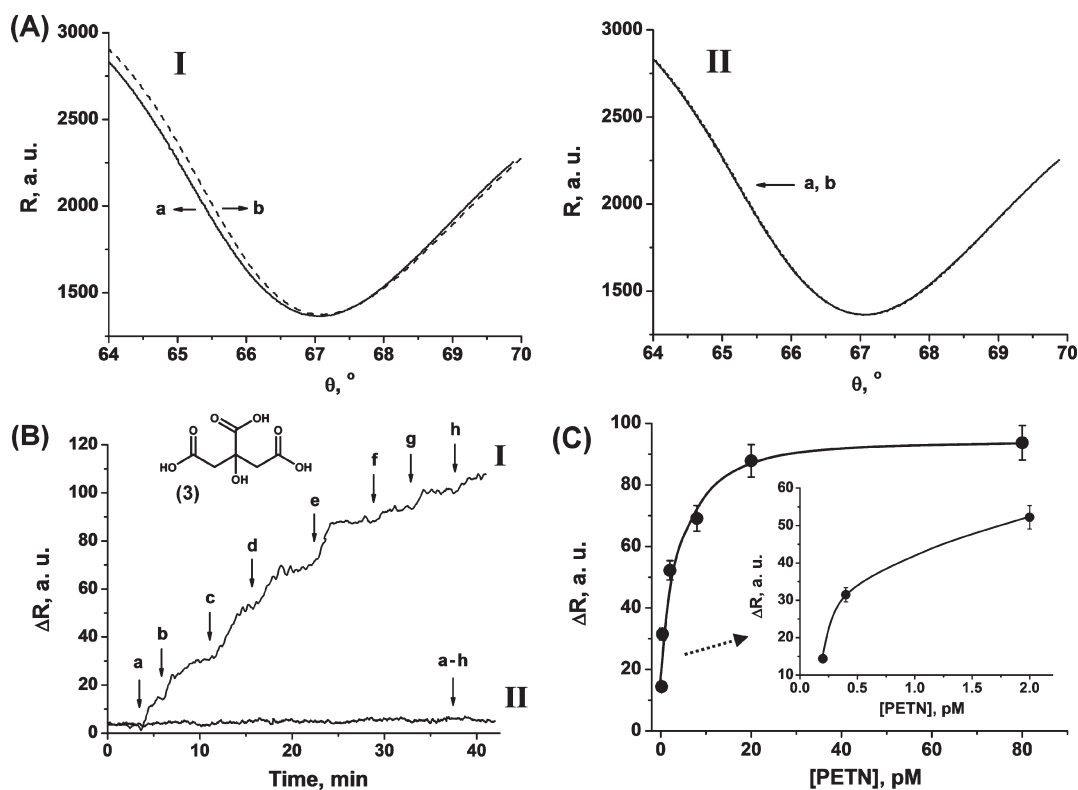 (A)
I
3000
2500
2000
1500
R, a. u.
a
b
64 65 66 67 68 69 70
θ, °
II
3000
2500
2000
1500
R, a. u.
a, b
64 65 66 67 68 69 70
θ, °
(B)
120
100
80
60
40
20
0
ΔR, a. u.
O
OH
O
O
HO
OH
OH
(3)
a
b
c
d
e
f
g
h
I
a-h
II
0 10 20 30 40
Time, min
(C)
100
80
60
40
20
0
ΔR, a. u.
60
50
40
30
20
10
ΔR, a. u.
0.0 0.5 1.0 1.5 2.0
[PETN], pM
0 20 40 60 80
[PETN], pM